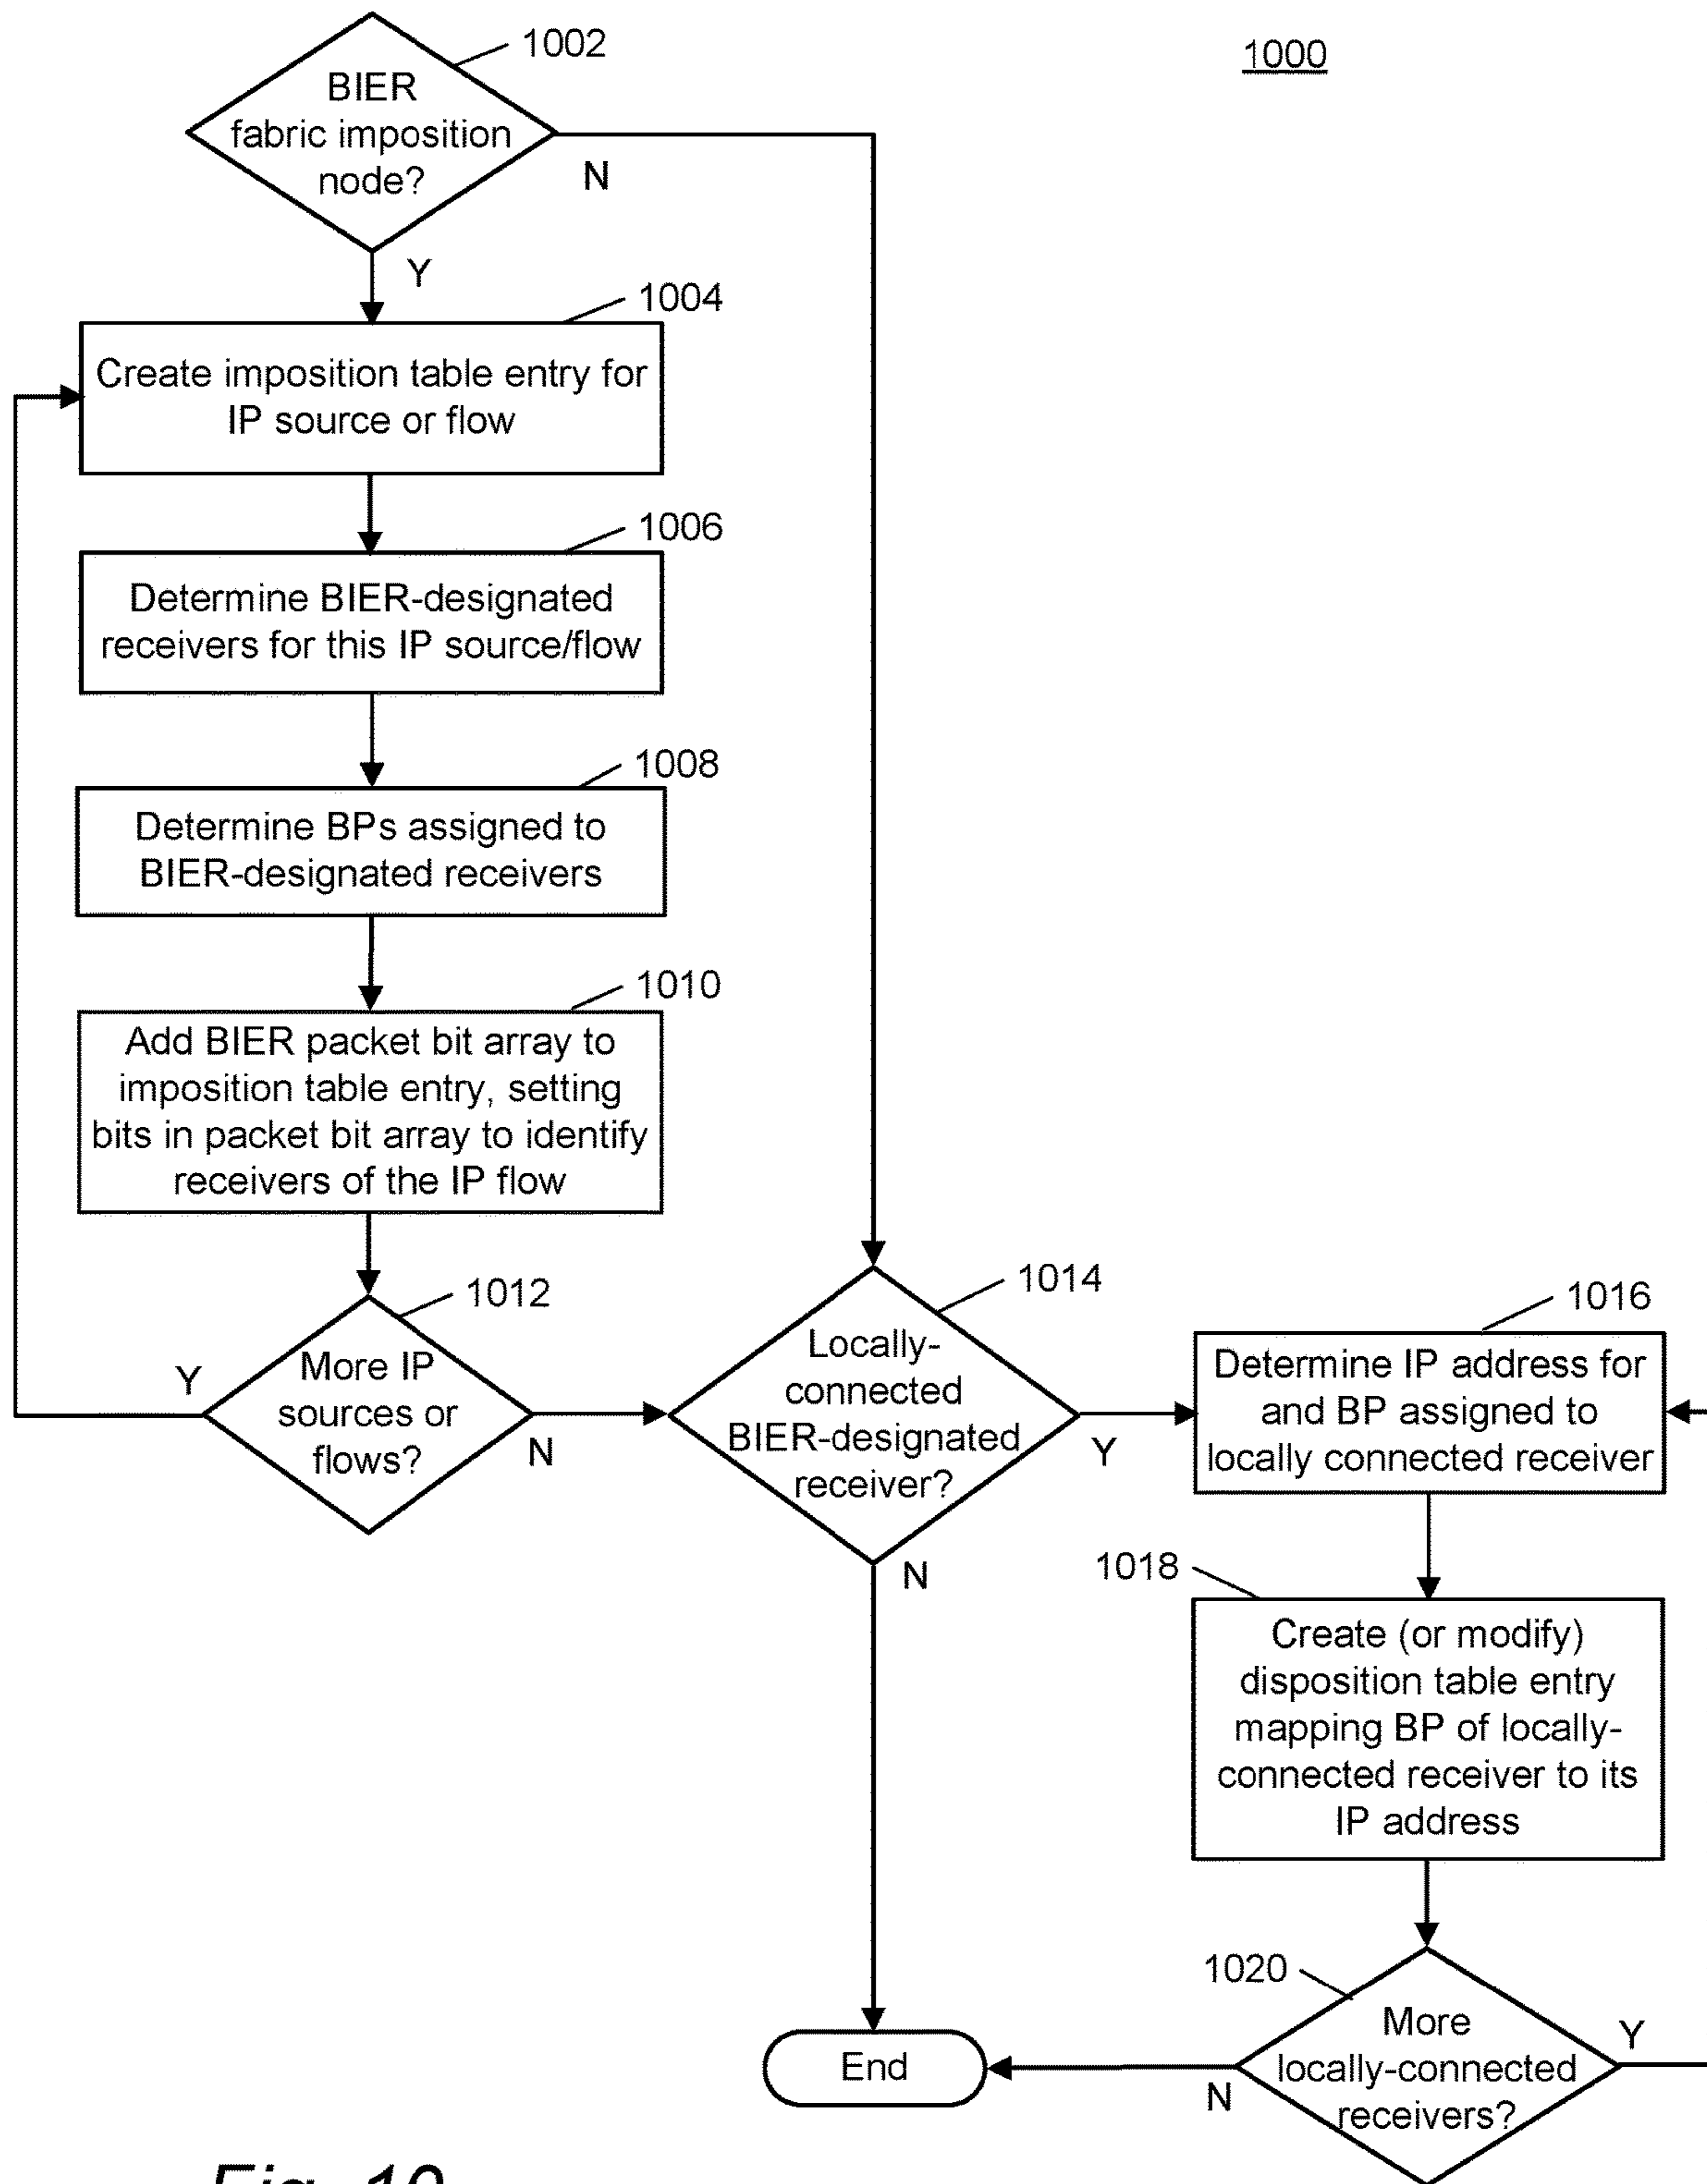 1000
1002
BIER
fabric imposition
node?
N
Y
1004
Create imposition table entry for
IP source or flow
1006
Determine BIER-designated
receivers for this IP source/flow
1008
Determine BPs assigned to
BIER-designated receivers
1010
Add BIER packet bit array to
imposition table entry, setting
bits in packet bit array to identify
receivers of the IP flow
1012
More IP
sources or
flows?
Y
N
1014
Locally-
connected
BIER-designated
receiver?
Y
N
1016
Determine IP address for
and BP assigned to
locally connected receiver
1018
Create (or modify)
disposition table entry
mapping BP of locally-
connected receiver to its
IP address
1020
More
locally-connected
receivers?
Y
N
End
Fig. 10